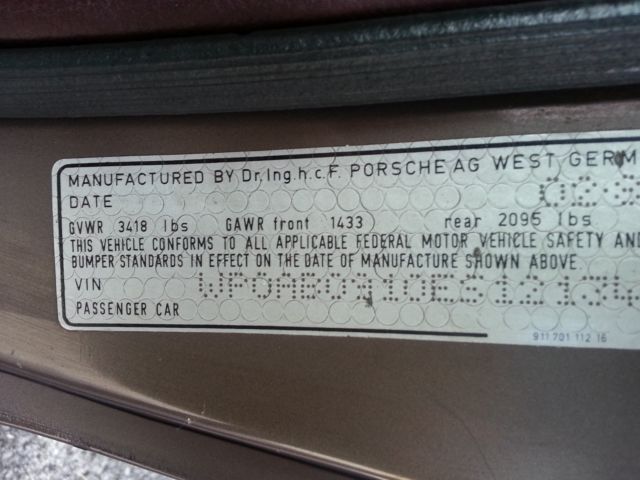 MANUFACTURED BY Dr.Ing.h.c.F. PORSCHE AG WEST GERM
DATE
GVWR 3418 lbs GAWR front 1433 rear 2095 lbs
THIS VEHICLE CONFORMS TO ALL APPLICABLE FEDERAL MOTOR VEHICLE SAFETY AND
BUMPER STANDARDS IN EFFECT ON THE DATE OF MANUFACTURE SHOWN ABOVE.
VIN
PASSENGER CAR
911 701 112 16